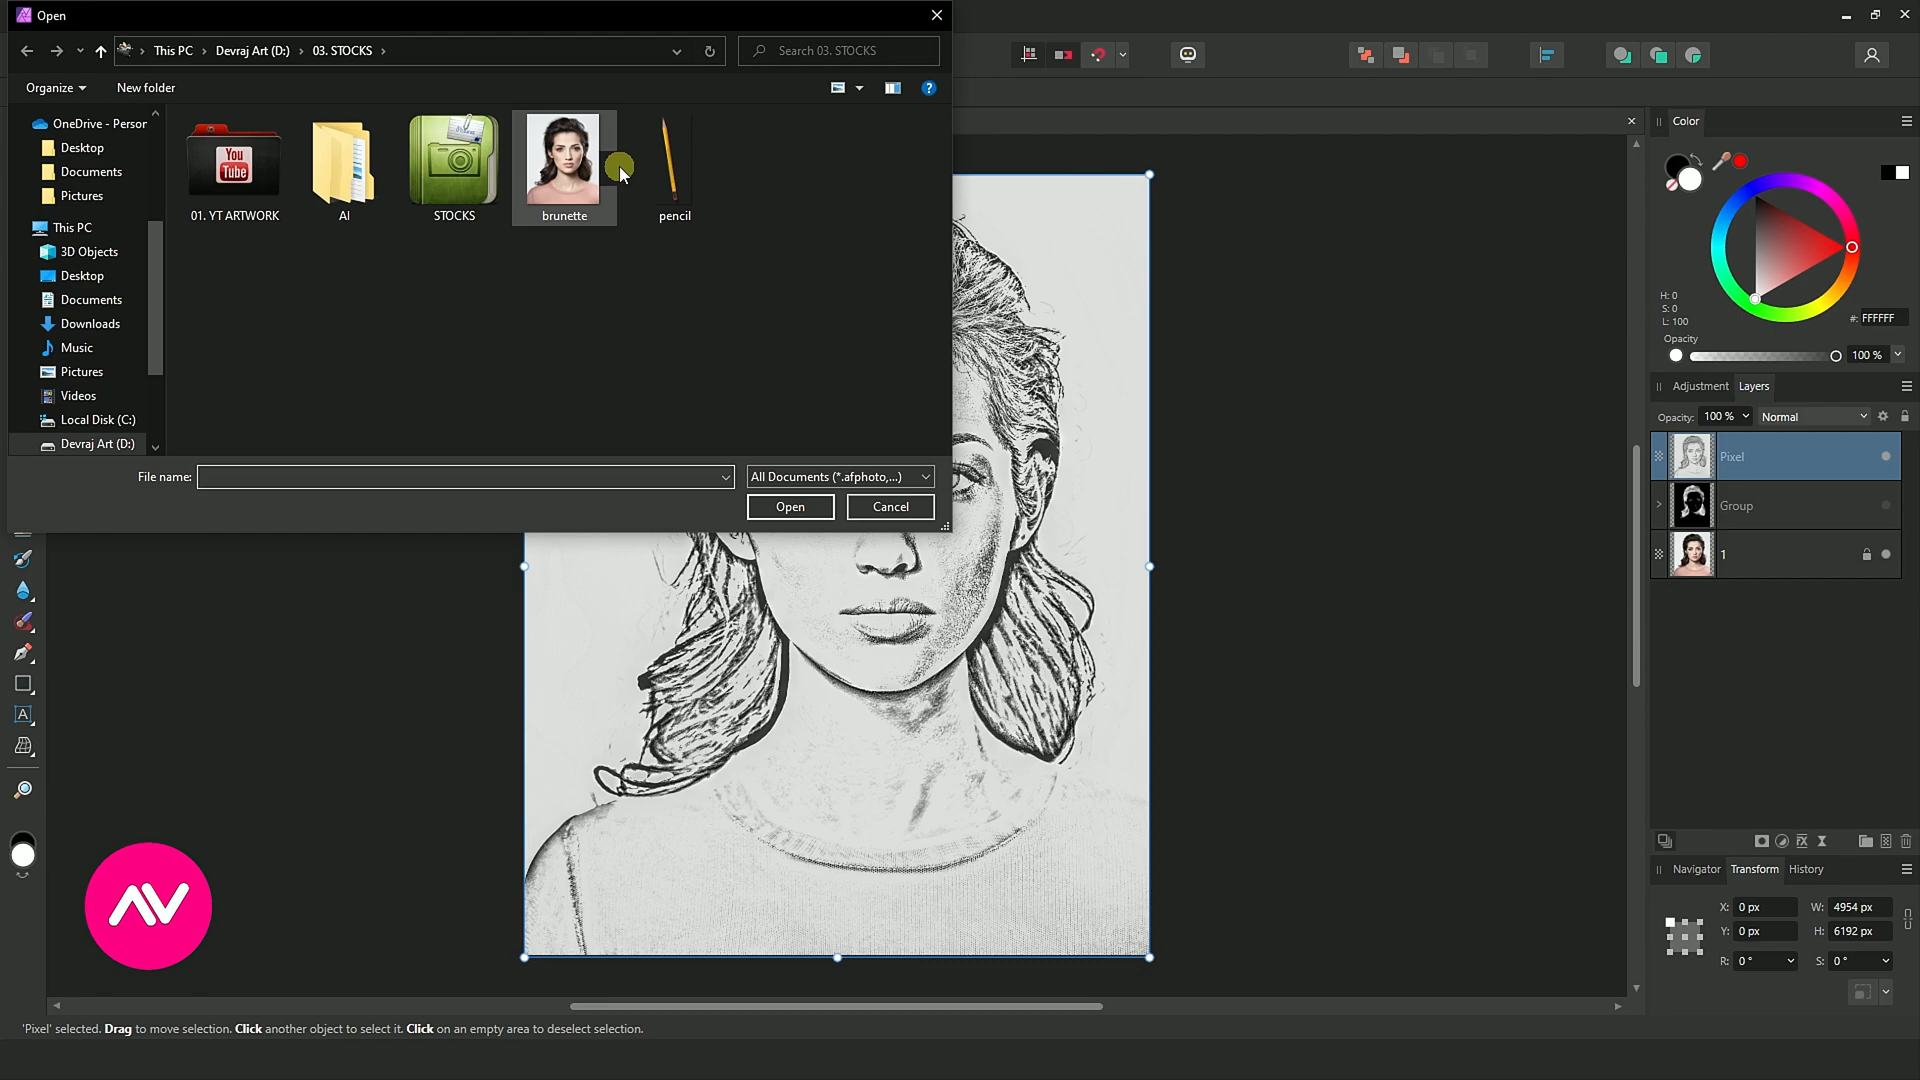 Open
This PC
Devraj Art (D:)
03. STOCKS
Search 03. STOCKS
Organize
New folder
OneDrive - Person
Desktop
Documents
Pictures
This PC
3D Objects
Desktop
Documents
Downloads
Music
Pictures
Videos
Local Disk (C:)
Devraj Art (D:)
You
Tube
01. YT ARTWORK
AI
STOCKS
brunette
pencil
File name:
All Documents (*.afphoto,...)
Open
Cancel
Color
H: 0
S: 0
L: 100
#: FFFFFF
Opacity
100 %
Adjustment
Layers
Opacity: 100 %
Normal
Pixel
Group
1
Navigator
Transform
History
X: 0 px
W: 4954 px
Y: 0 px
H: 6192 px
R: 0 °
S: 0 °
'Pixel' selected. Drag to move selection. Click another object to select it. Click on an empty area to deselect selection.